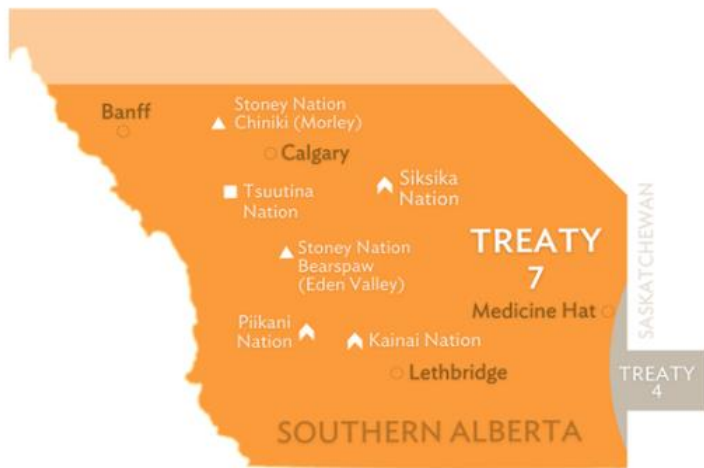 Banff
Stoney Nation
Chiniki (Morley)
Calgary
Tsuutina
Nation
Siksika
Nation
Stoney Nation
Bearspaw
(Eden Valley)
TREATY
7
SASKATCHEWAN
Medicine Hat
Piikani
Nation
Kainai Nation
Lethbridge
TREATY
4
SOUTHERN ALBERTA